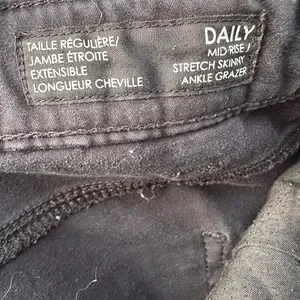 TAILLE RÉGULIÈRE/
JAMBE ÉTROITE
EXTENSIBLE
LONGUEUR CHEVILLE
DAILY
MID·RISE /
STRETCH SKINNY
ANKLE GRAZER